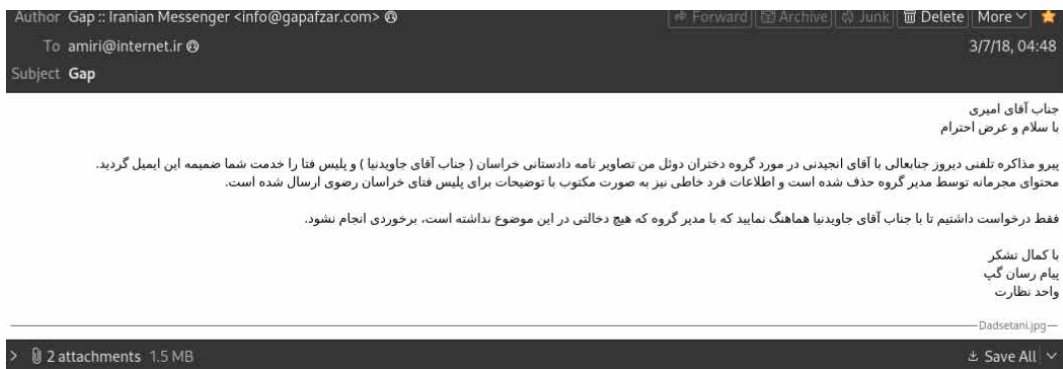 Author Gap :: Iranian Messenger <info@gapafzar.com>
Forward Archive Junk Delete More
To amiri@internet.ir
3/7/18, 04:48
Subject Gap
جناب آقای امیری
با سلام و عرض احترام
پیرو مذاکره تلفنی دیروز جنابعالی با آقای انجیدنی در مورد گروه دختران دوئل من تصاویر نامه دادستانی خراسان ( جناب آقای جاویدنیا ) و پلیس فتا را خدمت شما ضمیمه این ایمیل گردید.
محتوای مجرمانه توسط مدیر گروه حذف شده است و اطلاعات فرد خاطی نیز به صورت مکتوب با توضیحات برای پلیس فتای خراسان رضوی ارسال شده است.
فقط درخواست داشتیم تا با جناب آقای جاویدنیا هماهنگ نمایید که با مدیر گروه که هیچ دخالتی در این موضوع نداشته است، برخوردی انجام نشود.
با کمال تشکر
پیام رسان گپ
واحد نظارت
Dadsetani.jpg
2 attachments 1.5 MB
Save All